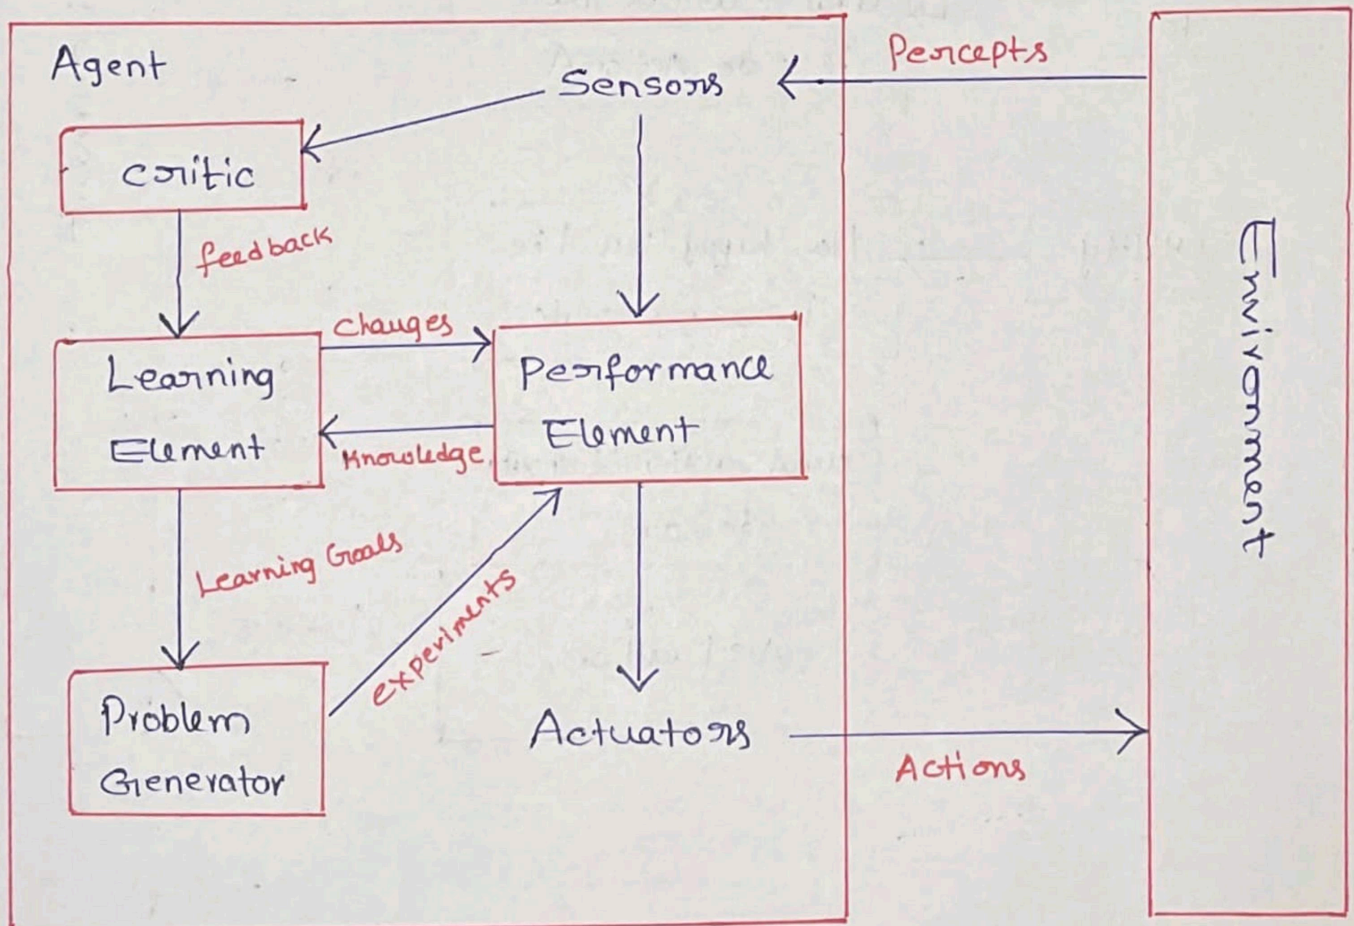 Agent
Percepts
Sensors
critic
feedback
changes
Learning
Element
Performance
Element
Knowledge
Environment
Learning Goals
experiments
Problem
Generator
Actuators
Actions